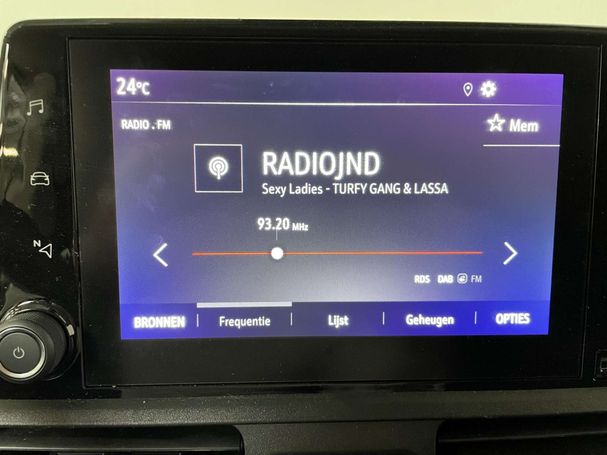 24°C
RADIO . FM
Mem
RADIOJND
Sexy Ladies - TURFY GANG & LASSA
93.20 MHz
N
RDS DAB FM
BRONNEN | Frequentie | Lijst | Geheugen | OPTIES